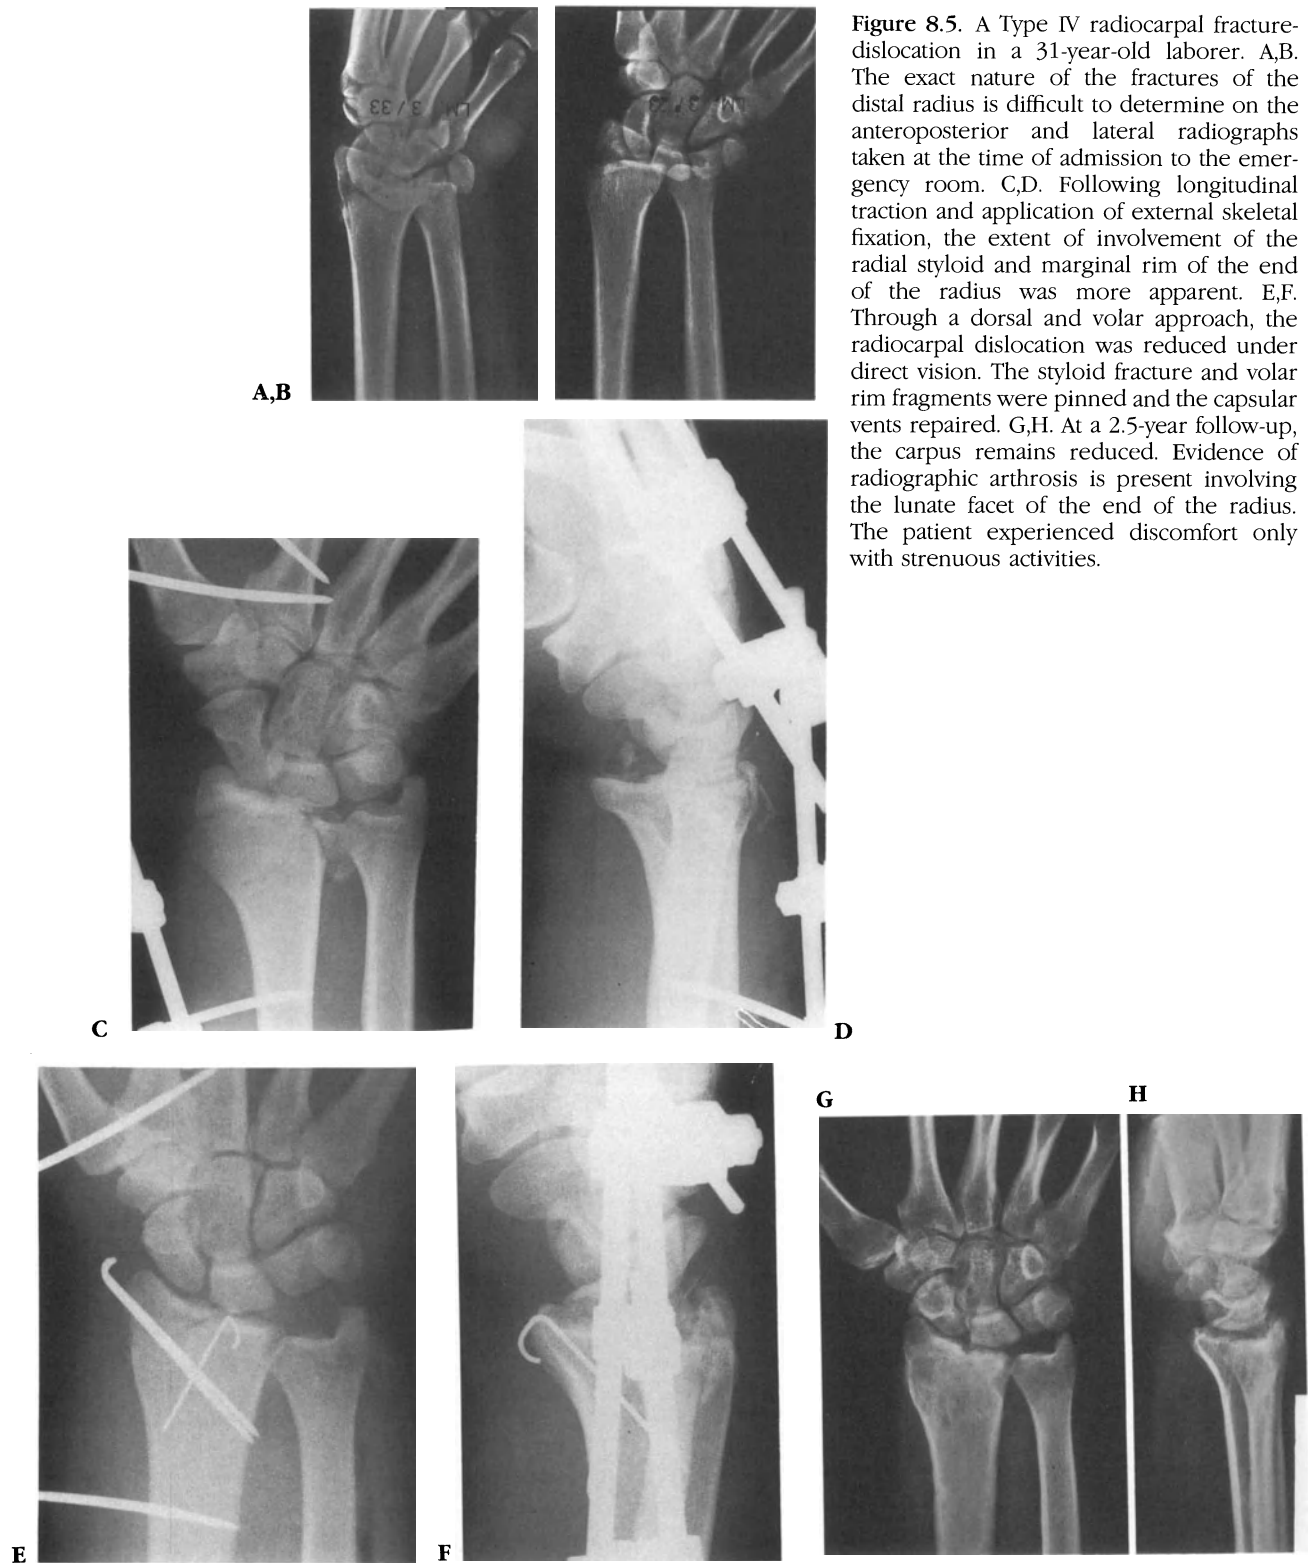 Figure 8.5. A Type IV radiocarpal fracture-
dislocation in a 31-year-old laborer. A,B.
The exact nature of the fractures of the
distal radius is difficult to determine on the
anteroposterior and lateral radiographs
taken at the time of admission to the emer-
gency room. C,D. Following longitudinal
traction and application of external skeletal
fixation, the extent of involvement of the
radial styloid and marginal rim of the end
of the radius was more apparent. E,F.
Through a dorsal and volar approach, the
radiocarpal dislocation was reduced under
direct vision. The styloid fracture and volar
rim fragments were pinned and the capsular
vents repaired. G,H. At a 2.5-year follow-up,
the carpus remains reduced. Evidence of
radiographic arthrosis is present involving
the lunate facet of the end of the radius.
The patient experienced discomfort only
with strenuous activities.
A,B
C
D
E
F
G
H